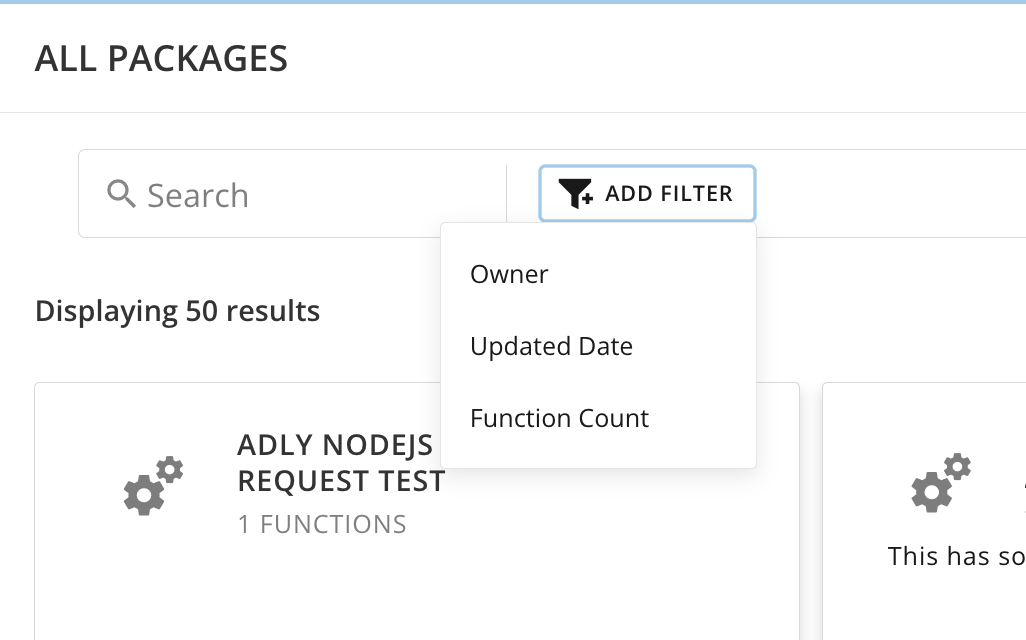 ALL PACKAGES
Search
ADD FILTER
Owner
Updated Date
Function Count
Displaying 50 results
ADLY NODEJS
REQUEST TEST
1 FUNCTIONS
This has so